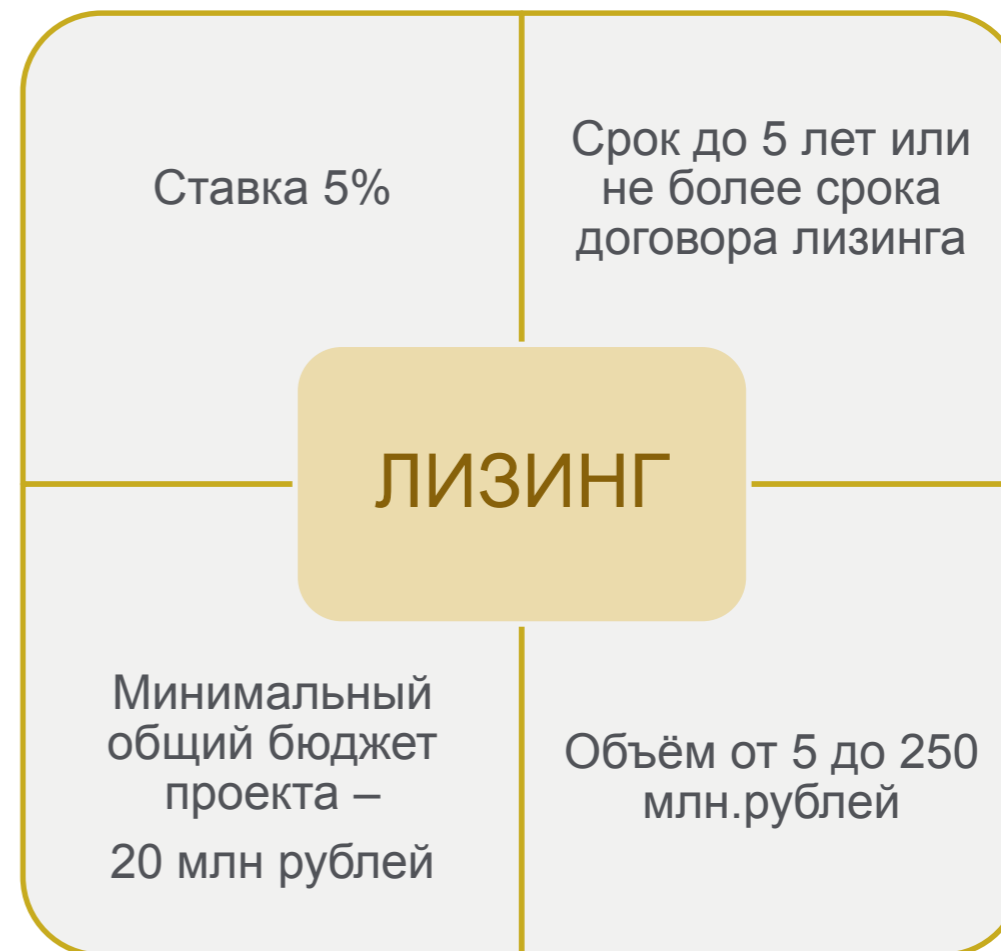 Ставка 5%
Срок до 5 лет или
не более срока
договора лизинга
ЛИЗИНГ
Минимальный
общий бюджет
проекта –
20 млн рублей
Объём от 5 до 250
млн.рублей